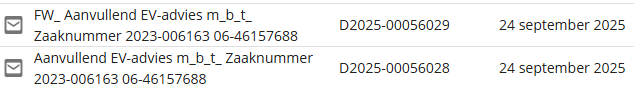 FW_ Aanvullend EV-advies m_b_t_
Zaaknummer 2023-006163 06-46157688
D2025-00056029
24 september 2025
Aanvullend EV-advies m_b_t_ Zaaknummer
2023-006163 06-46157688
D2025-00056028
24 september 2025